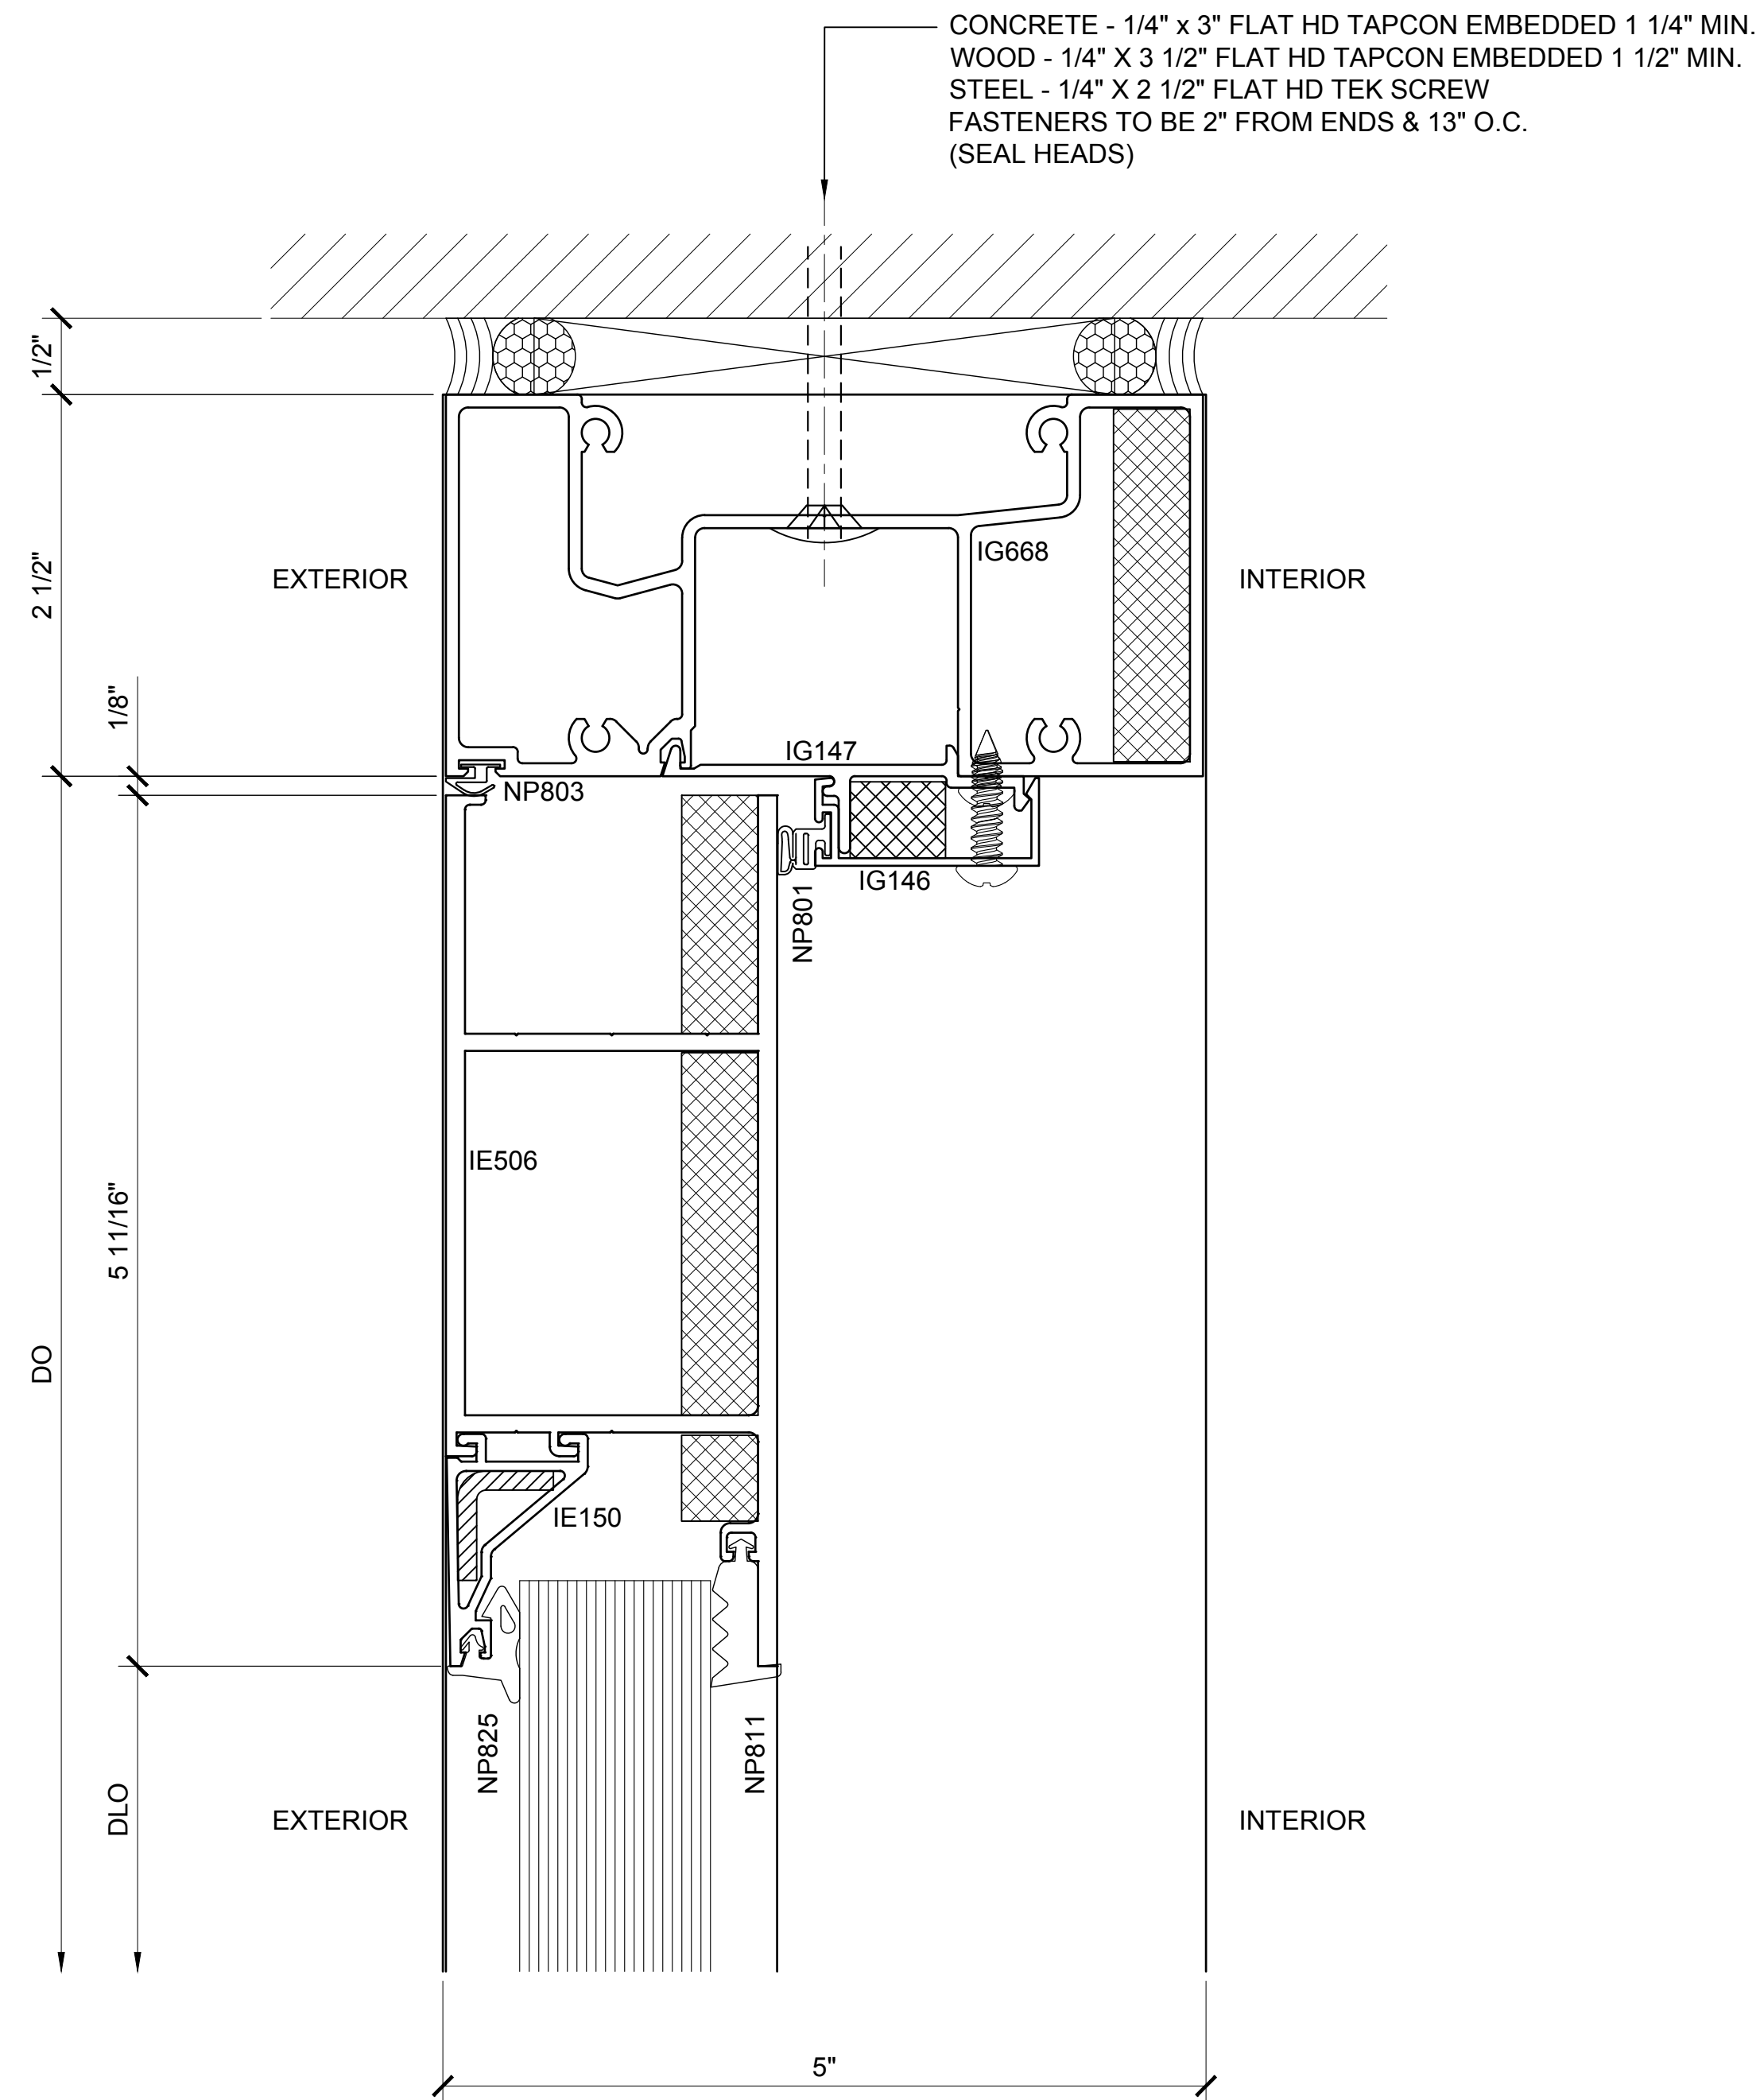 CONCRETE - 1/4" x 3" FLAT HD TAPCON EMBEDDED 1 1/4" MIN.
WOOD - 1/4" X 3 1/2" FLAT HD TAPCON EMBEDDED 1 1/2" MIN.
STEEL - 1/4" X 2 1/2" FLAT HD TEK SCREW
FASTENERS TO BE 2" FROM ENDS & 13" O.C.
(SEAL HEADS)
1/2"
2 1/2"
EXTERIOR
IG668
INTERIOR
1/8"
IG147
NP803
IG146
NP801
IE506
5 11/16"
DO
IE150
NP825
NP811
DLO
EXTERIOR
INTERIOR
5"